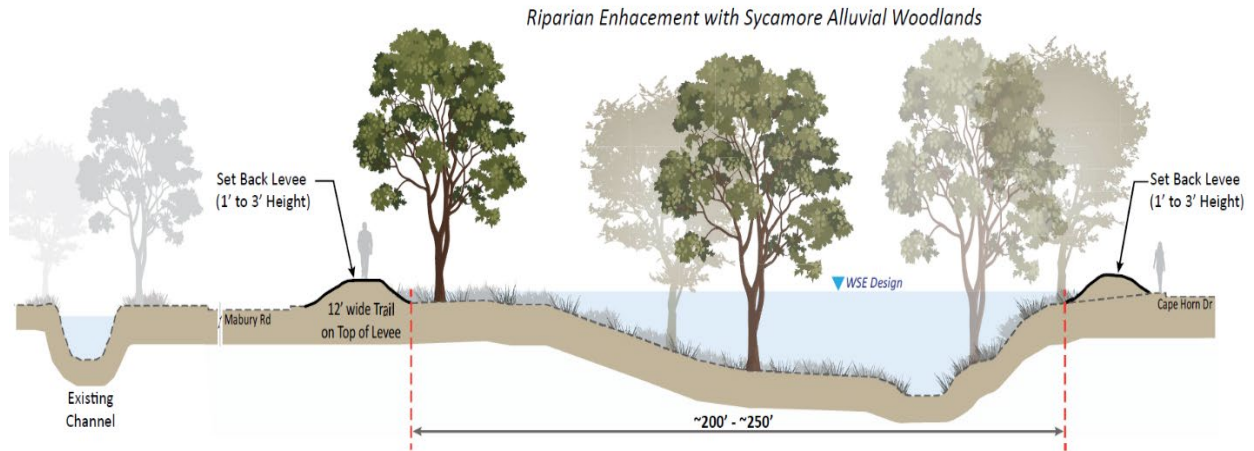 Riparian Enhacement with Sycamore Alluvial Woodlands
Set Back Levee
(1' to 3' Height)
Set Back Levee
(1' to 3' Height)
WSE Design
Mabury Rd
12' wide Trail
on Top of Levee
Cape Horn Dr
Existing
Channel
~200' - ~250'